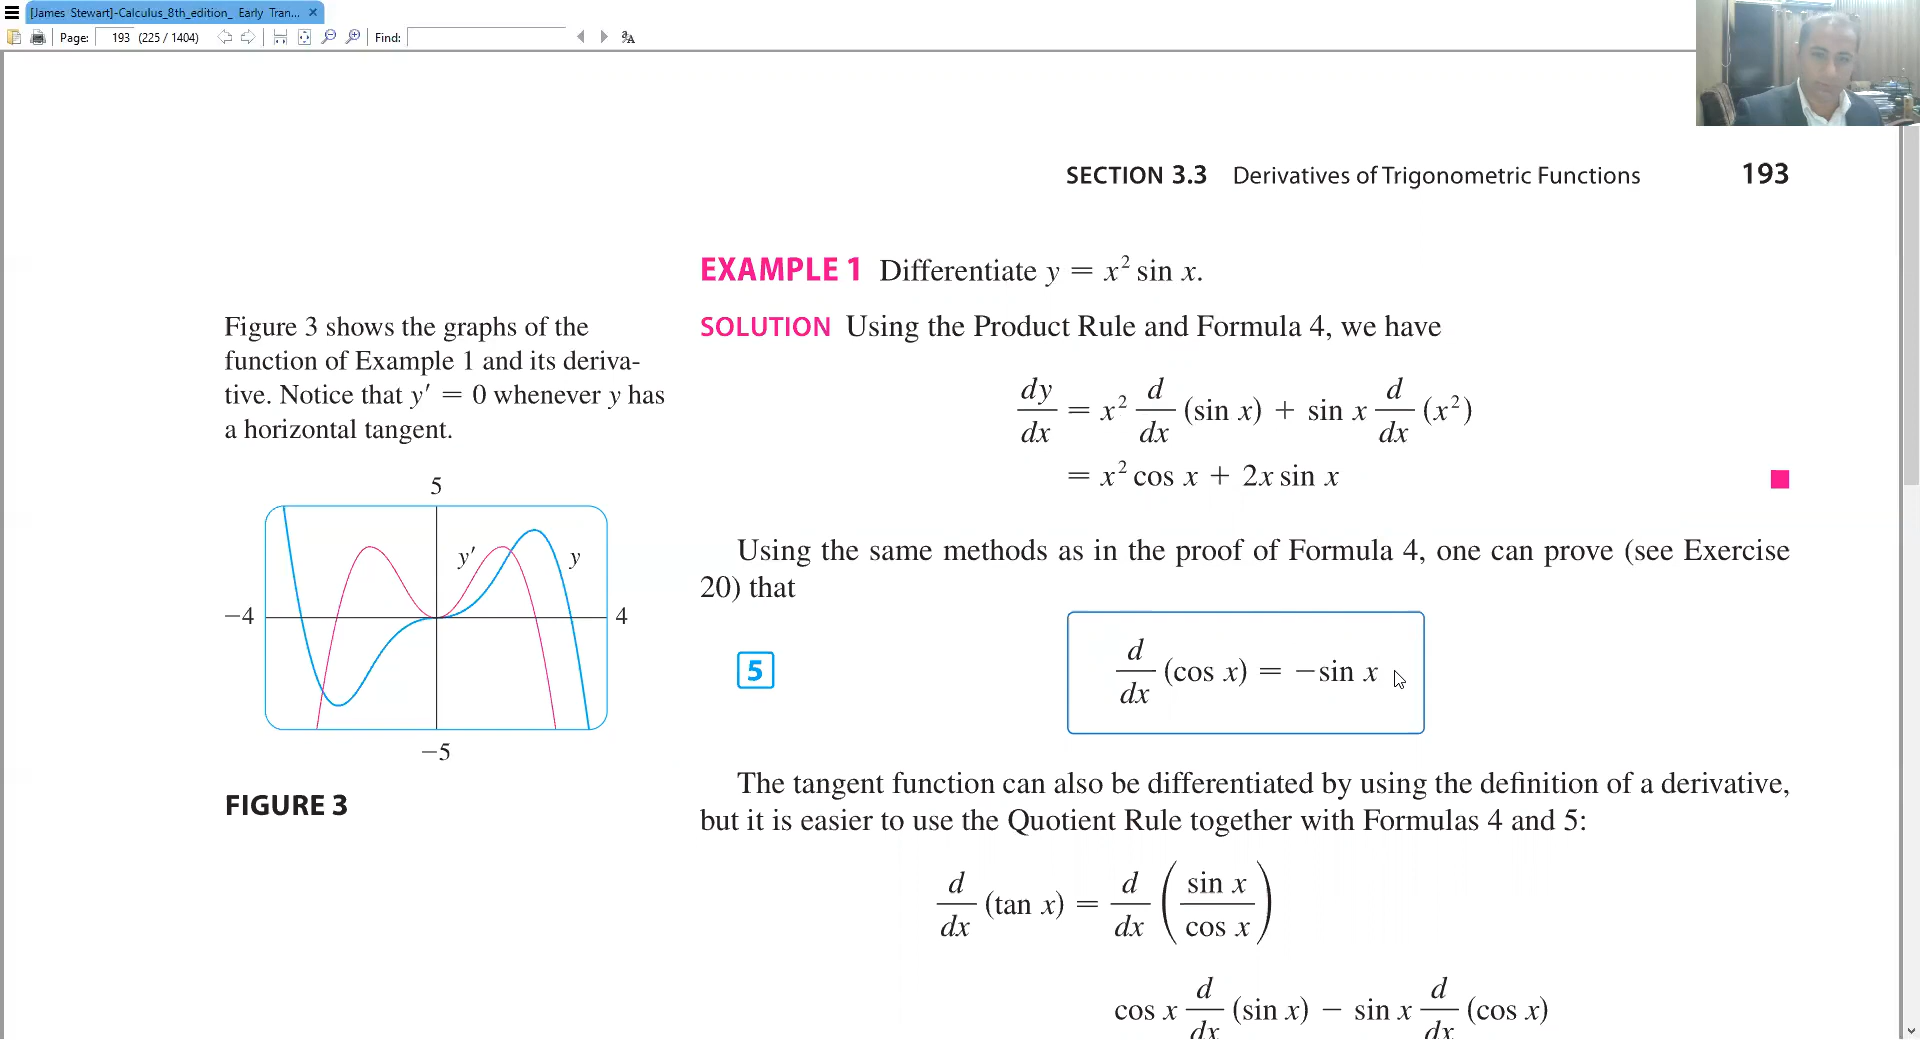 [James Stewart]-Calculus_8th_edition_ Early Tran... ×
Page: 193 (225 / 1404) Find:
SECTION 3.3 Derivatives of Trigonometric Functions 193
EXAMPLE 1 Differentiate y = x² sin x.
SOLUTION Using the Product Rule and Formula 4, we have
dy/dx = x² d/dx (sin x) + sin x d/dx (x²)
= x² cos x + 2x sin x
Figure 3 shows the graphs of the
function of Example 1 and its deriva-
tive. Notice that y′ = 0 whenever y has
a horizontal tangent.
5
y′ y
−4 4
−5
FIGURE 3
Using the same methods as in the proof of Formula 4, one can prove (see Exercise
20) that
5 d/dx (cos x) = −sin x
The tangent function can also be differentiated by using the definition of a derivative,
but it is easier to use the Quotient Rule together with Formulas 4 and 5:
d/dx (tan x) = d/dx (sin x/cos x)
cos x d/dx (sin x) − sin x d/dx (cos x)